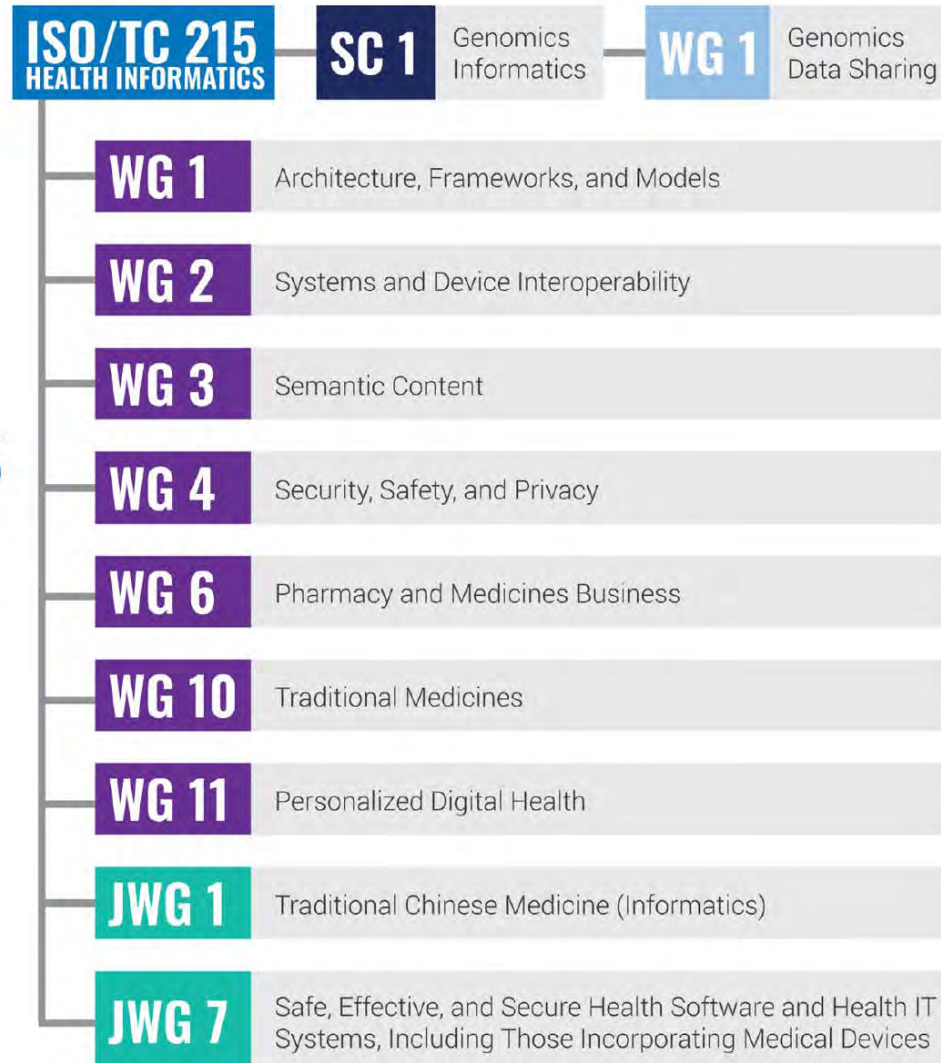 ISO/TC 215
HEALTH INFORMATICS
SC 1
Genomics
Informatics
WG 1
Genomics
Data Sharing
WG 1
Architecture, Frameworks, and Models
WG 2
Systems and Device Interoperability
WG 3
Semantic Content
WG 4
Security, Safety, and Privacy
WG 6
Pharmacy and Medicines Business
WG 10
Traditional Medicines
WG 11
Personalized Digital Health
JWG 1
Traditional Chinese Medicine (Informatics)
JWG 7
Safe, Effective, and Secure Health Software and Health IT
Systems, Including Those Incorporating Medical Devices